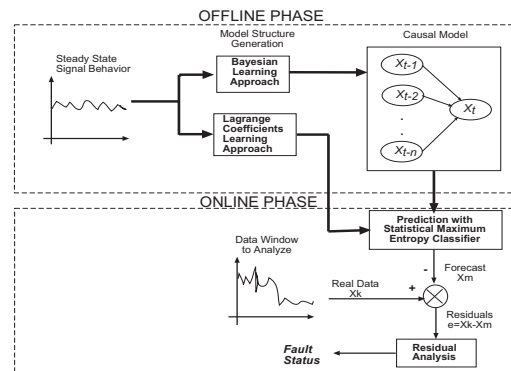 OFFLINE PHASE
Steady State
Signal Behavior
Model Structure
Generation
Bayesian
Learning
Approach
Lagrange
Coefficients
Learning
Approach
Causal Model
Xt-1
Xt-2
.
.
Xt-n
Xt
ONLINE PHASE
Prediction with
Statistical Maximum
Entropy Classifier
Data Window
to Analyze
Real Data
Xk
+
-
Forecast
Xm
Residuals
e=Xk-Xm
Residual
Analysis
Fault
Status